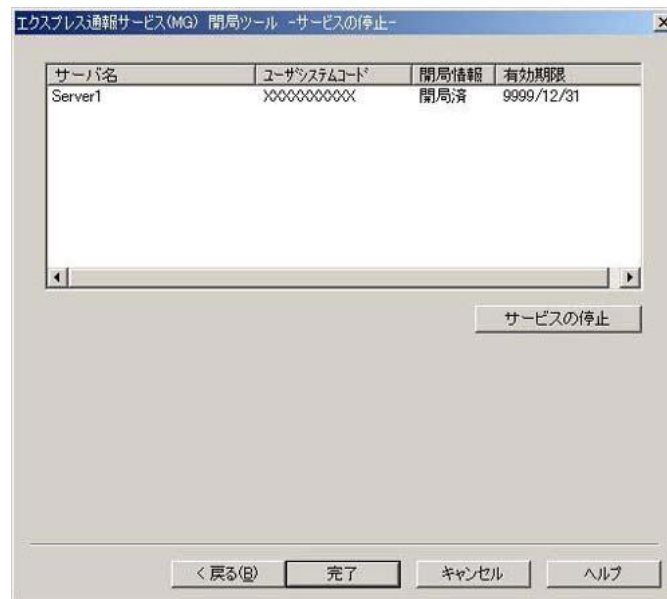 エクスプレス通報サービス(MG) 開局ツール -サービスの停止-
サーバ名 ユーザシステムコード 開局情報 有効期限
Server1 XXXXXXXXXX 開局済 9999/12/31
サービスの停止
< 戻る(B) 完了 キャンセル ヘルプ